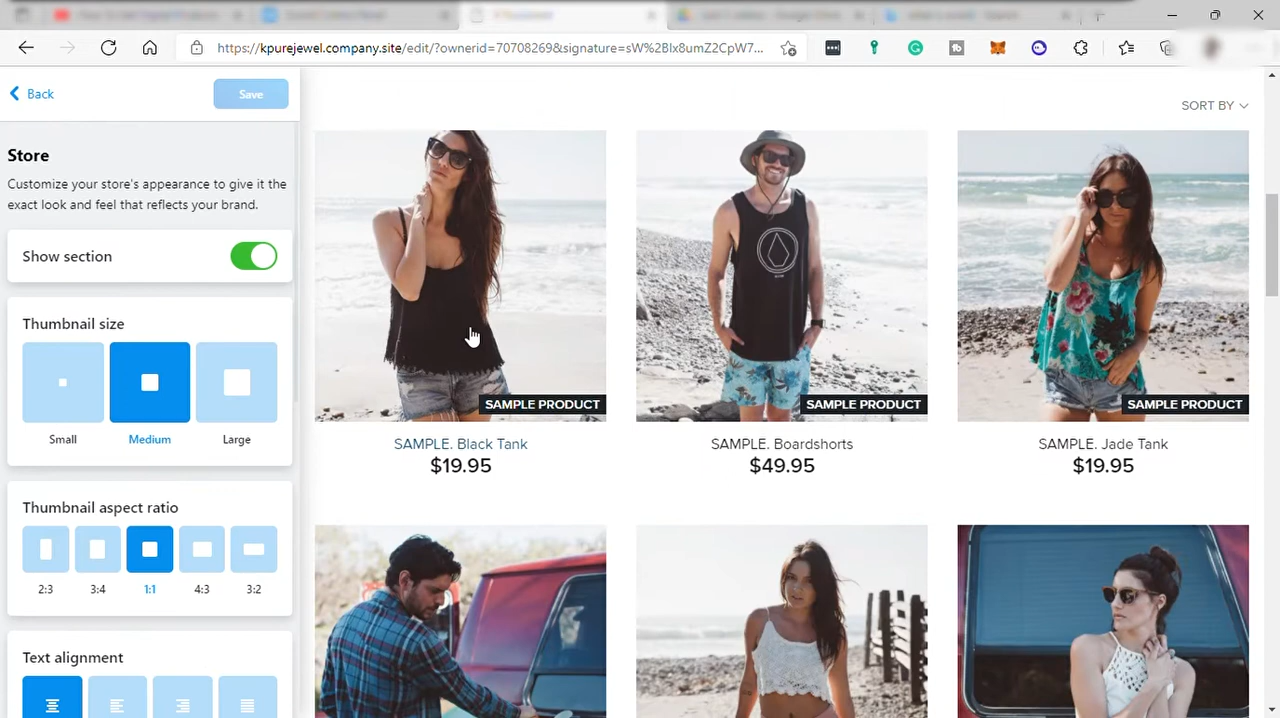 https://kpurejewel.company.site/edit/?ownerid=70708269&signature=sW%2Blx8umZ2CpW7...
Back
Save
Store
Customize your store's appearance to give it the
exact look and feel that reflects your brand.
Show section
Thumbnail size
Small
Medium
Large
Thumbnail aspect ratio
2:3
3:4
1:1
4:3
3:2
Text alignment
SORT BY
SAMPLE PRODUCT
SAMPLE PRODUCT
SAMPLE PRODUCT
SAMPLE. Black Tank
$19.95
SAMPLE. Boardshorts
$49.95
SAMPLE. Jade Tank
$19.95